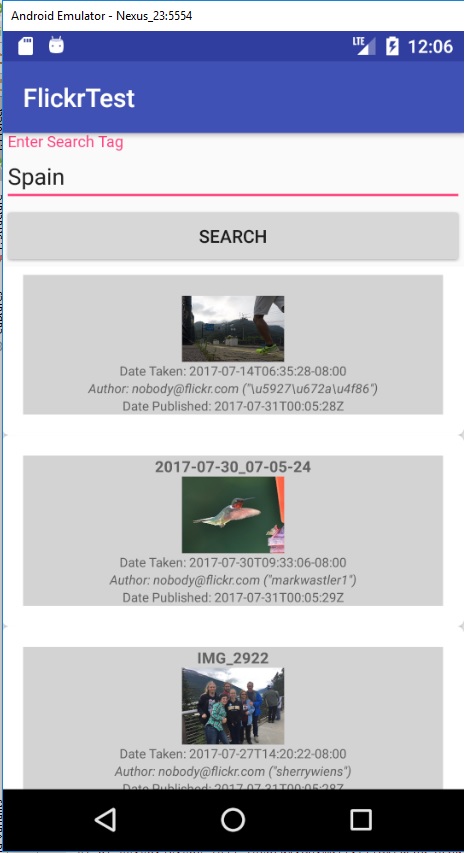 Android Emulator - Nexus_23:5554
LTE 12:06
FlickrTest
Enter Search Tag
Spain
SEARCH
Date Taken: 2017-07-14T06:35:28-08:00
Author: nobody@flickr.com ("\u5927\u672a\u4f86")
Date Published: 2017-07-31T00:05:28Z
2017-07-30_07-05-24
Date Taken: 2017-07-30T09:33:06-08:00
Author: nobody@flickr.com ("markwastler1")
Date Published: 2017-07-31T00:05:29Z
IMG_2922
Date Taken: 2017-07-27T14:20:22-08:00
Author: nobody@flickr.com ("sherrywiens")
Date Published: 2017-07-31T00:05:28Z